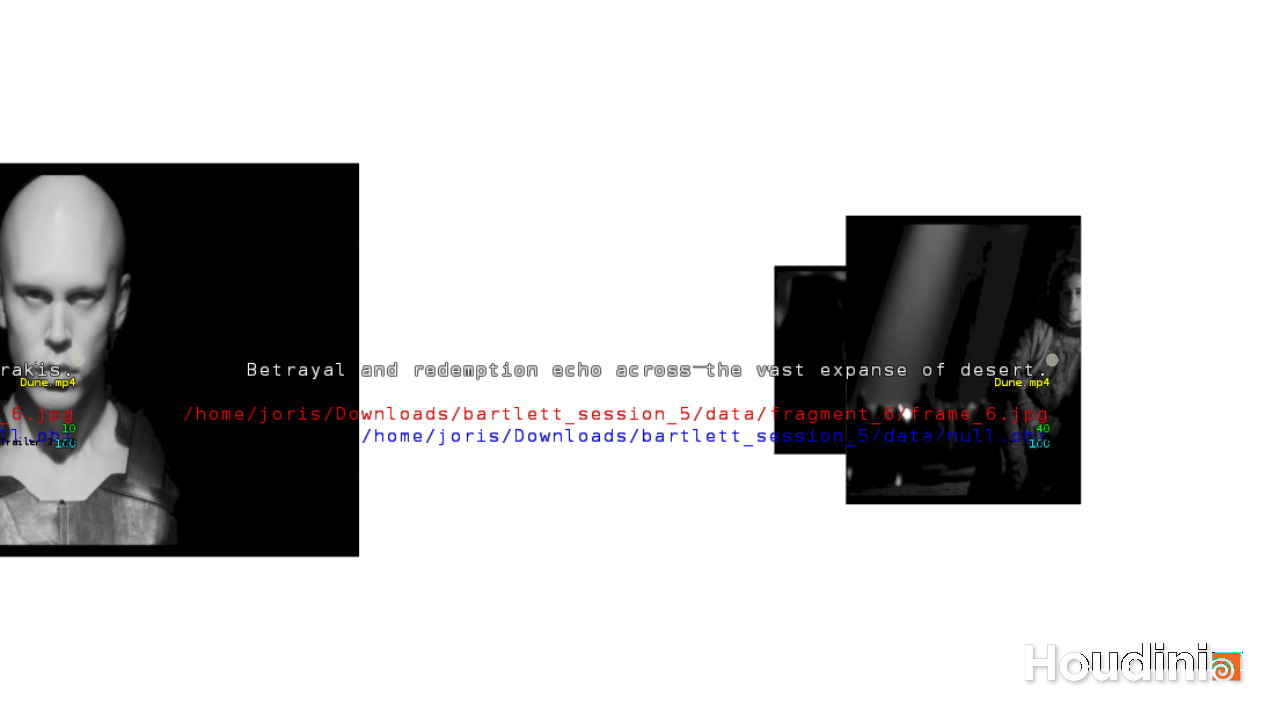 rakis.
Betrayal and redemption echo across the vast expanse of desert.
Dune.mp4
Dune.mp4
6.jpg
/home/joris/Downloads/bartlett_session_5/data/fragment_6/frame_6.jpg
/home/joris/Downloads/bartlett_session_5/data/null.obj
10
40
100
100
Houdini